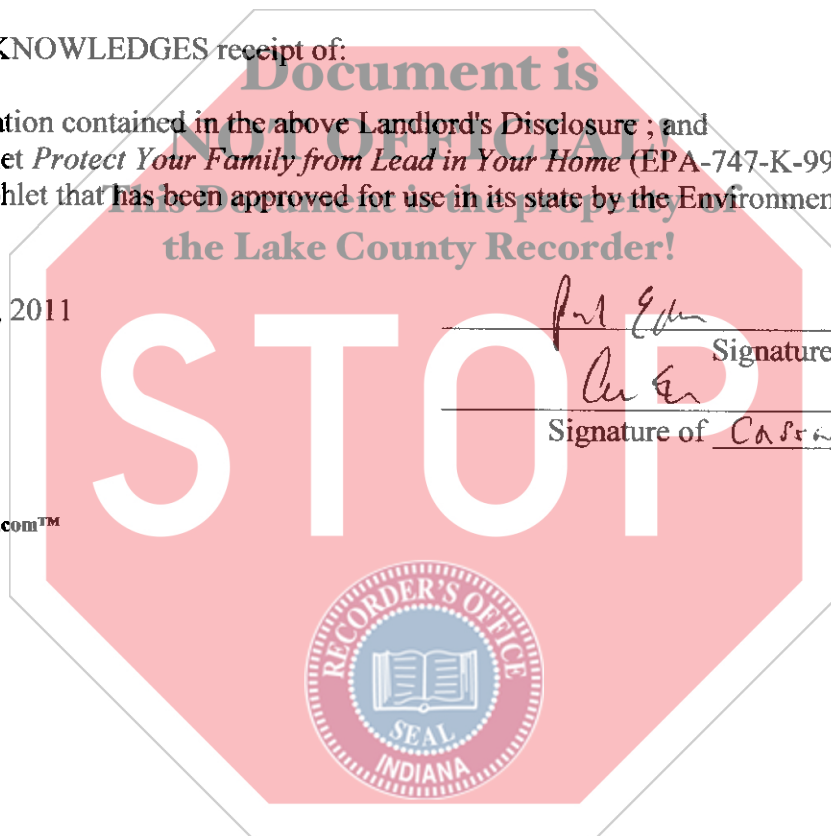 KNOWLEDGES receipt of:
Document is
ation contained in the above Landlord's Disclosure ; and
NOT OFFICIAL!
et Protect Your Family from Lead in Your Home (EPA-747-K-99
hlet that has been approved for use in its state by the Environmen
This Document is the property of
the Lake County Recorder!
, 2011
Signature
Signature of
STOP
com™
RECORDER'S OFFICE
SEAL
INDIANA